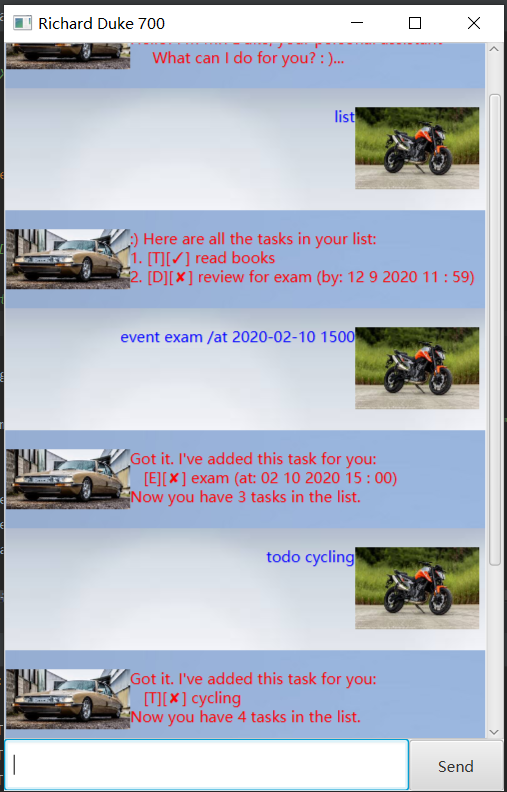 Richard Duke 700
What can I do for you? : )...
list
:) Here are all the tasks in your list:
1. [T][✓] read books
2. [D][✘] review for exam (by: 12 9 2020 11 : 59)
event exam /at 2020-02-10 1500
Got it. I've added this task for you:
[E][✘] exam (at: 02 10 2020 15 : 00)
Now you have 3 tasks in the list.
todo cycling
Got it. I've added this task for you:
[T][✘] cycling
Now you have 4 tasks in the list.
Send